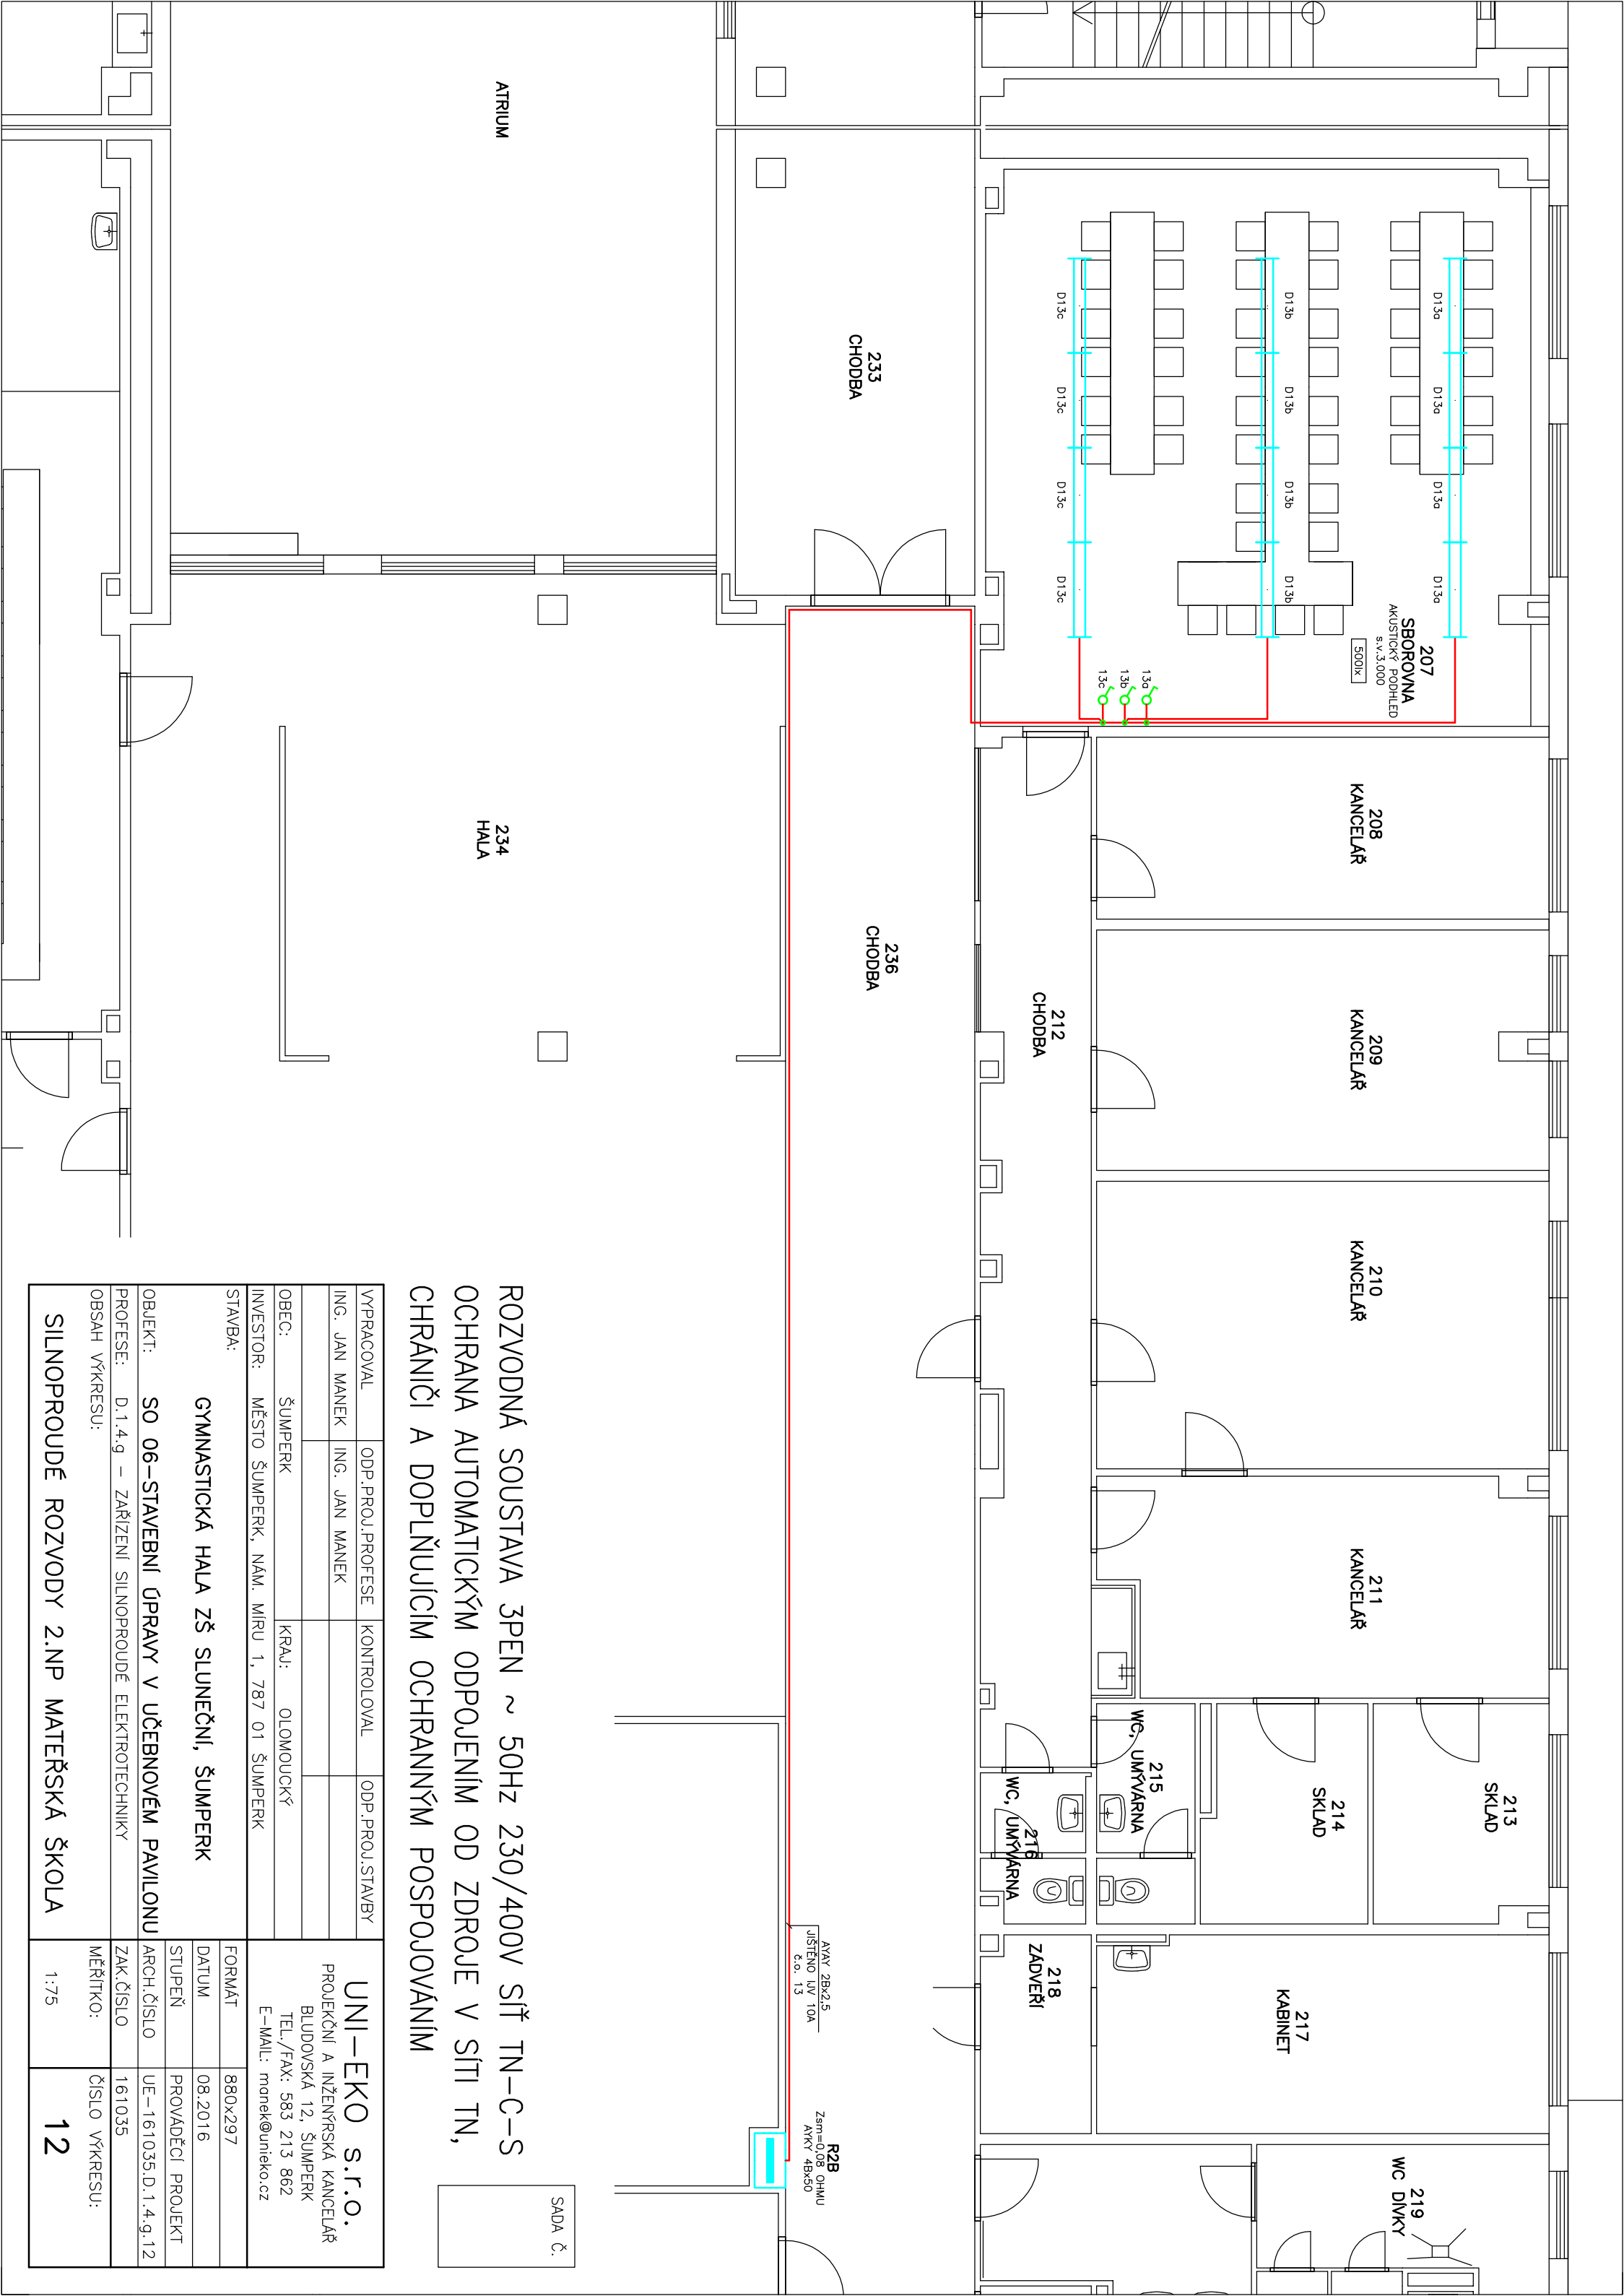 ATRIUM
233
CHODBA
207
SBOROVNA
AKUSTICKÝ PODHLED
s.v.3.000
500lx
D13a
D13a
D13a
D13a
D13b
D13b
D13b
D13b
D13c
D13c
D13c
D13c
13a
13b
13c
208
KANCELÁŘ
209
KANCELÁŘ
210
KANCELÁŘ
211
KANCELÁŘ
212
CHODBA
236
CHODBA
234
HALA
213
SKLAD
214
SKLAD
215
WC, UMÝVÁRNA
216
WC, UMÝVÁRNA
217
KABINET
218
ZÁDVEŘÍ
219
WC DÍVKY
AYAY 2Bx2,5
JIŠTĚNO IJV 10A
č.o. 13
R2B
Zsm=0,08 OHMU
AYKY 4Bx50
ROZVODNÁ SOUSTAVA 3PEN ~ 50Hz 230/400V SÍŤ TN-C-S
OCHRANA AUTOMATICKÝM ODPOJENÍM OD ZDROJE V SÍTI TN,
CHRÁNIČI A DOPLŇUJÍCÍM OCHRANNÝM POSPOJOVÁNÍM
SADA Č.
VYPRACOVAL ODP.PROJ.PROFESE KONTROLOVAL ODP.PROJ.STAVBY
ING. JAN MANEK ING. JAN MANEK
OBEC: ŠUMPERK KRAJ: OLOMOUCKÝ
INVESTOR: MĚSTO ŠUMPERK, NÁM. MÍRU 1, 787 01 ŠUMPERK
STAVBA:
GYMNASTICKÁ HALA ZŠ SLUNEČNÍ, ŠUMPERK
OBJEKT: SO 06-STAVEBNÍ ÚPRAVY V UČEBNOVÉM PAVILONU
PROFESE: D.1.4.g - ZAŘÍZENÍ SILNOPROUDÉ ELEKTROTECHNIKY
OBSAH VÝKRESU:
SILNOPROUDÉ ROZVODY 2.NP MATEŘSKÁ ŠKOLA
UNI-EKO s.r.o.
PROJEKČNÍ A INŽENÝRSKÁ KANCELÁŘ
BLUDOVSKÁ 12, ŠUMPERK
TEL./FAX: 583 213 862
E-MAIL: manek@unieko.cz
FORMÁT 880x297
DATUM 08.2016
STUPEŇ PROVÁDĚCÍ PROJEKT
ARCH.ČÍSLO UE-161035.D.1.4.g.12
ZAK.ČÍSLO 161035
MĚŘÍTKO: ČÍSLO VÝKRESU:
1:75 12